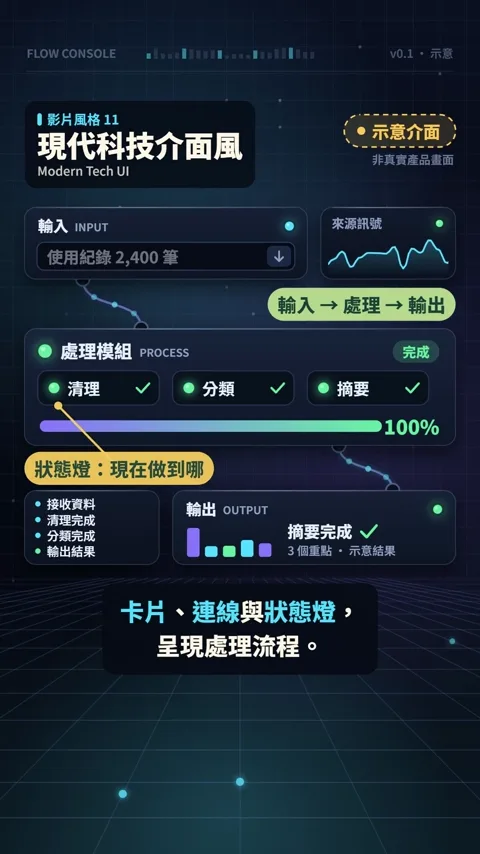 FLOW CONSOLE
v0.1 · 示意
影片風格 11
現代科技介面風
Modern Tech UI
示意介面
非真實產品畫面
輸入 INPUT
使用紀錄 2,400 筆
來源訊號
輸入 → 處理 → 輸出
處理模組 PROCESS
完成
清理
分類
摘要
100%
狀態燈：現在做到哪
接收資料
清理完成
分類完成
輸出結果
輸出 OUTPUT
摘要完成
3 個重點 · 示意結果
卡片、連線與狀態燈，
呈現處理流程。